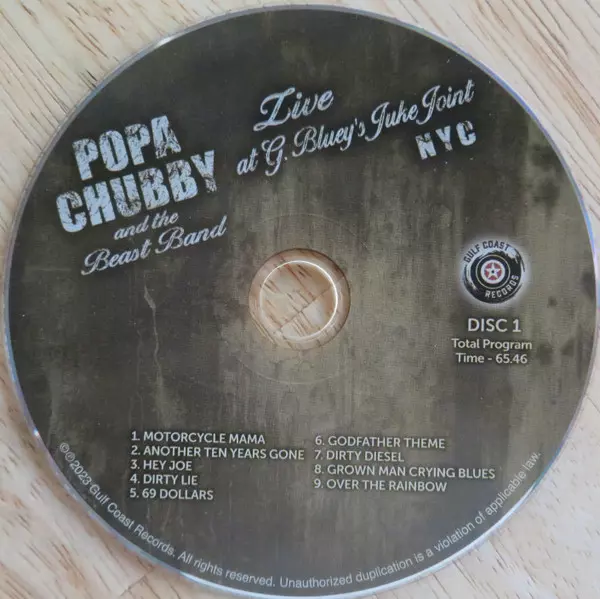 POPA
CHUBBY
and the
Beast Band
Live
at G. Bluey's Juke Joint
NYC
GULF COAST
RECORDS
DISC 1
Total Program
Time - 65.46
1. MOTORCYCLE MAMA
2. ANOTHER TEN YEARS GONE
3. HEY JOE
4. DIRTY LIE
5. 69 DOLLARS
6. GODFATHER THEME
7. DIRTY DIESEL
8. GROWN MAN CRYING BLUES
9. OVER THE RAINBOW
©℗2023 Gulf Coast Records. All rights reserved. Unauthorized duplication is a violation of applicable law.